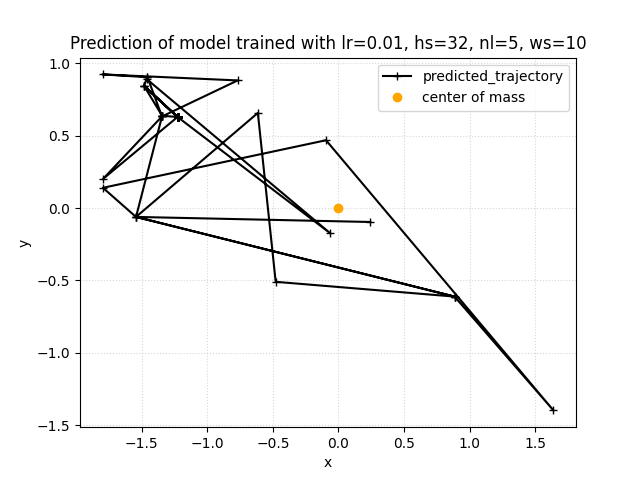 Prediction of model trained with lr=0.01, hs=32, nl=5, ws=10
predicted_trajectory
center of mass
1.0
0.5
0.0
−0.5
−1.0
−1.5
y
−1.5 −1.0 −0.5 0.0 0.5 1.0 1.5
x